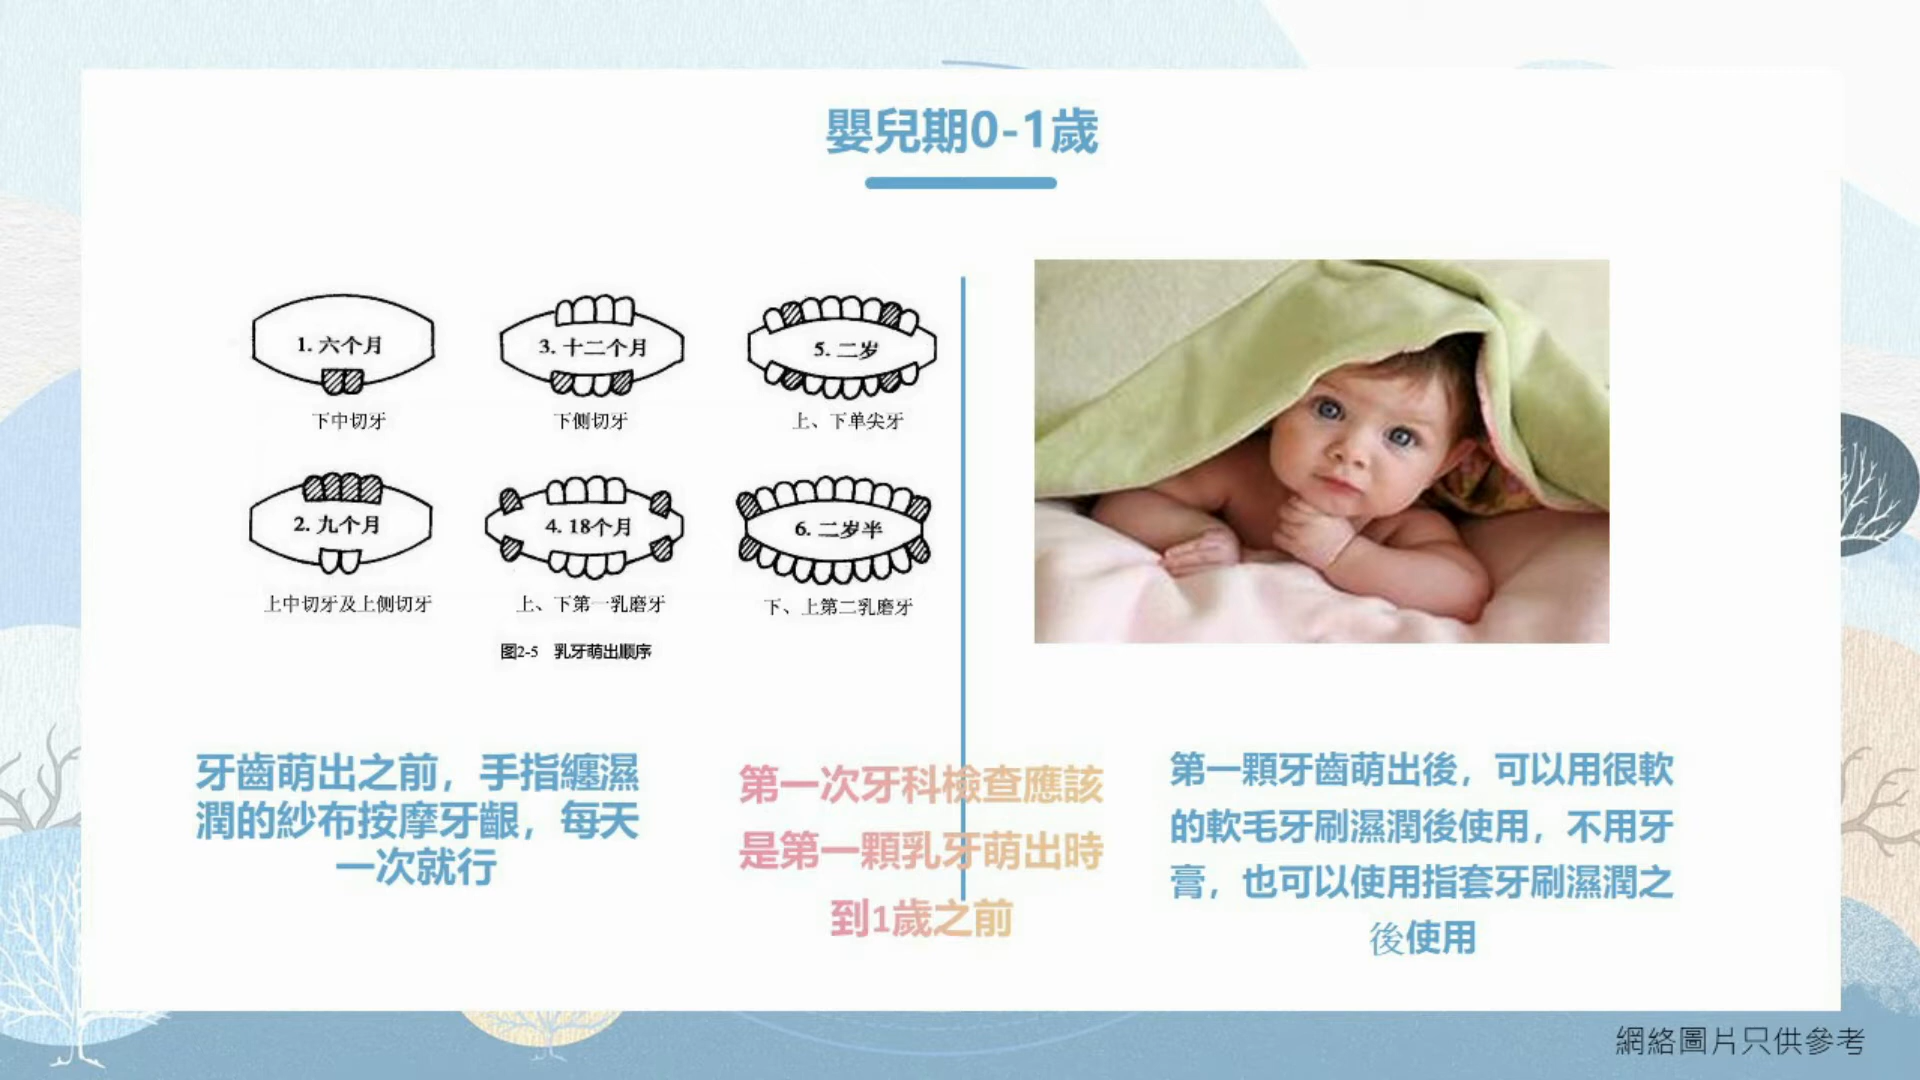 嬰兒期0-1歲
1. 六个月
下中切牙
3. 十二个月
下侧切牙
5. 二岁
上、下单尖牙
2. 九个月
上中切牙及上侧切牙
4. 18个月
上、下第一乳磨牙
6. 二岁半
下、上第二乳磨牙
图2-5 乳牙萌出顺序
牙齒萌出之前，手指纏濕
潤的紗布按摩牙齦，每天
一次就行
第一次牙科檢查應該
是第一顆乳牙萌出時
到1歲之前
第一顆牙齒萌出後，可以用很軟
的軟毛牙刷濕潤後使用，不用牙
膏，也可以使用指套牙刷濕潤之
後使用
網絡圖片只供參考